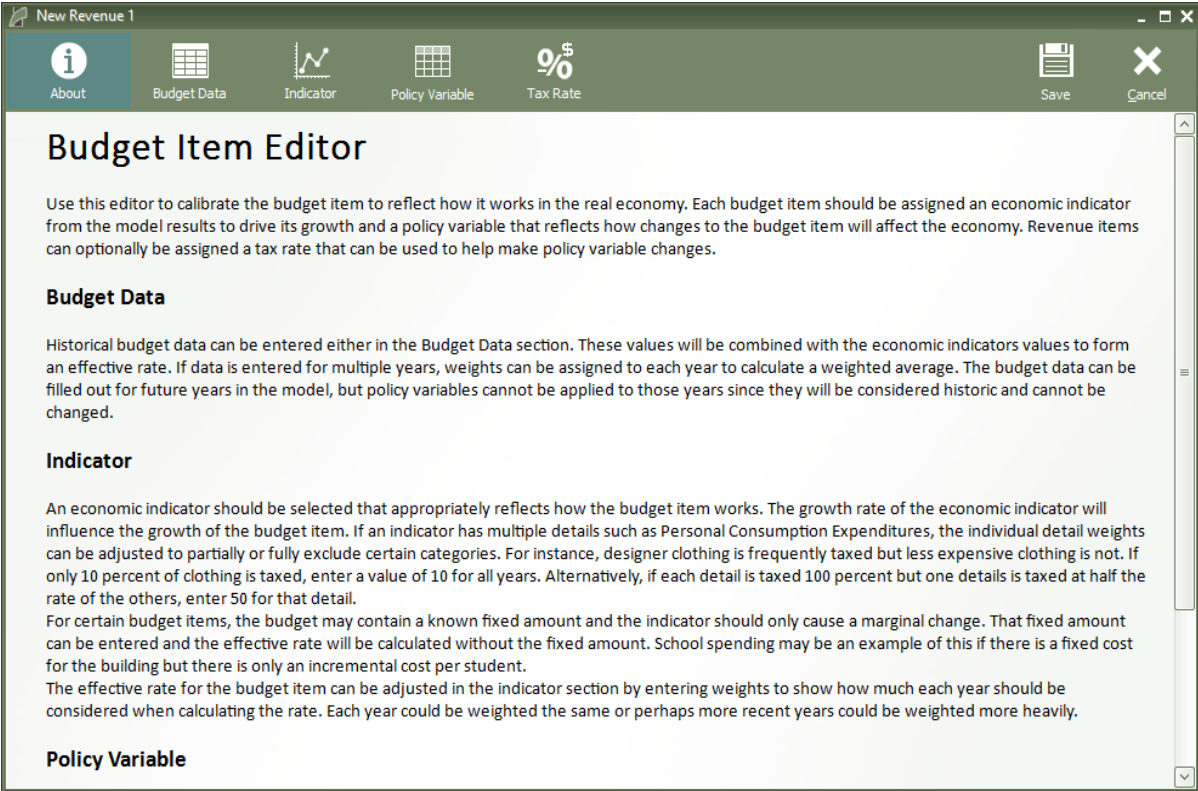 New Revenue 1
About
Budget Data
Indicator
Policy Variable
%$
Tax Rate
Save
Cancel
Budget Item Editor
Use this editor to calibrate the budget item to reflect how it works in the real economy. Each budget item should be assigned an economic indicator
from the model results to drive its growth and a policy variable that reflects how changes to the budget item will affect the economy. Revenue items
can optionally be assigned a tax rate that can be used to help make policy variable changes.
Budget Data
Historical budget data can be entered either in the Budget Data section. These values will be combined with the economic indicators values to form
an effective rate. If data is entered for multiple years, weights can be assigned to each year to calculate a weighted average. The budget data can be
filled out for future years in the model, but policy variables cannot be applied to those years since they will be considered historic and cannot be
changed.
Indicator
An economic indicator should be selected that appropriately reflects how the budget item works. The growth rate of the economic indicator will
influence the growth of the budget item. If an indicator has multiple details such as Personal Consumption Expenditures, the individual detail weights
can be adjusted to partially or fully exclude certain categories. For instance, designer clothing is frequently taxed but less expensive clothing is not. If
only 10 percent of clothing is taxed, enter a value of 10 for all years. Alternatively, if each detail is taxed 100 percent but one details is taxed at half the
rate of the others, enter 50 for that detail.
For certain budget items, the budget may contain a known fixed amount and the indicator should only cause a marginal change. That fixed amount
can be entered and the effective rate will be calculated without the fixed amount. School spending may be an example of this if there is a fixed cost
for the building but there is only an incremental cost per student.
The effective rate for the budget item can be adjusted in the indicator section by entering weights to show how much each year should be
considered when calculating the rate. Each year could be weighted the same or perhaps more recent years could be weighted more heavily.
Policy Variable